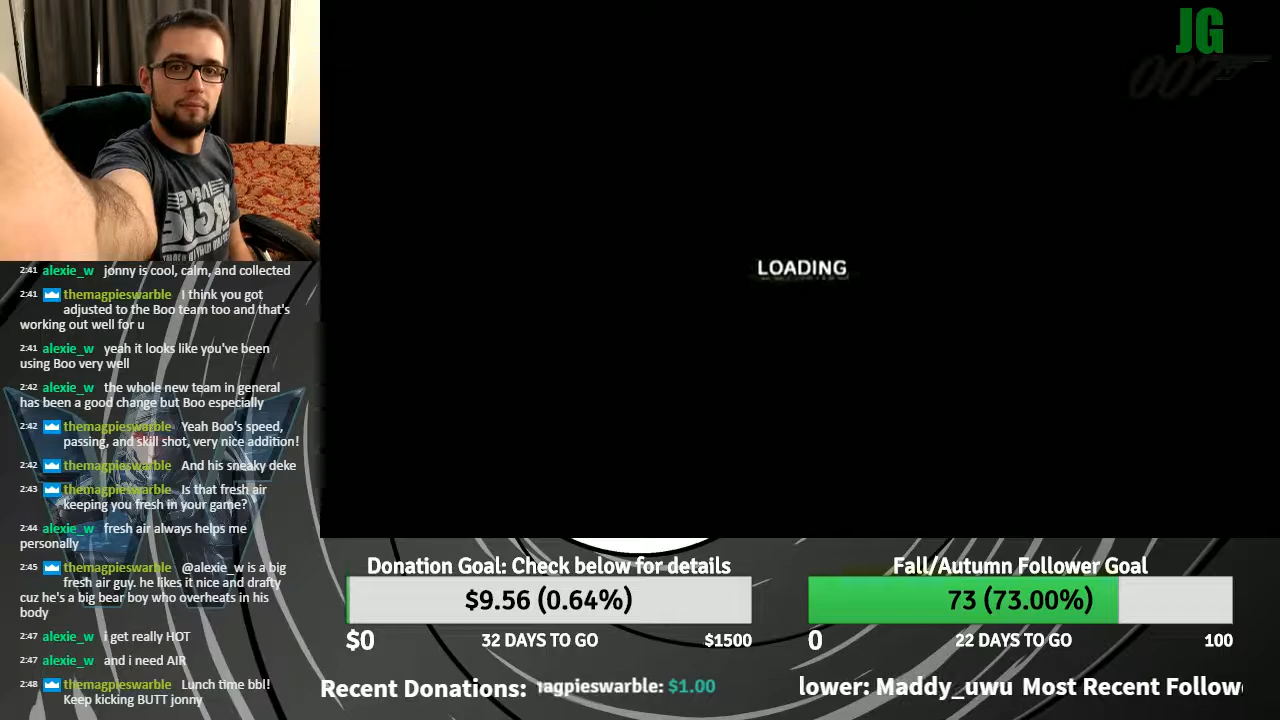 JG
007
LOADING
2:41 alexie_w jonny is cool, calm, and collected
2:41 themagpieswarble I think you got
adjusted to the Boo team too and that's
working out well for u
2:41 alexie_w yeah it looks like you've been
using Boo very well
2:42 alexie_w the whole new team in general
has been a good change but Boo especially
2:42 themagpieswarble Yeah Boo's speed,
passing, and skill shot, very nice addition!
2:42 themagpieswarble And his sneaky deke
2:43 themagpieswarble Is that fresh air
keeping you fresh in your game?
2:44 alexie_w fresh air always helps me
personally
2:45 themagpieswarble @alexie_w is a big
fresh air guy. he likes it nice and drafty
cuz he's a big bear boy who overheats in his
body
2:47 alexie_w i get really HOT
2:47 alexie_w and i need AIR
2:48 themagpieswarble Lunch time bbl!
Keep kicking BUTT jonny
Donation Goal: Check below for details
$9.56 (0.64%)
$0 32 DAYS TO GO $1500
Fall/Autumn Follower Goal
73 (73.00%)
0 22 DAYS TO GO 100
Recent Donations: agpieswarble: $1.00
lower: Maddy_uwu Most Recent Follow